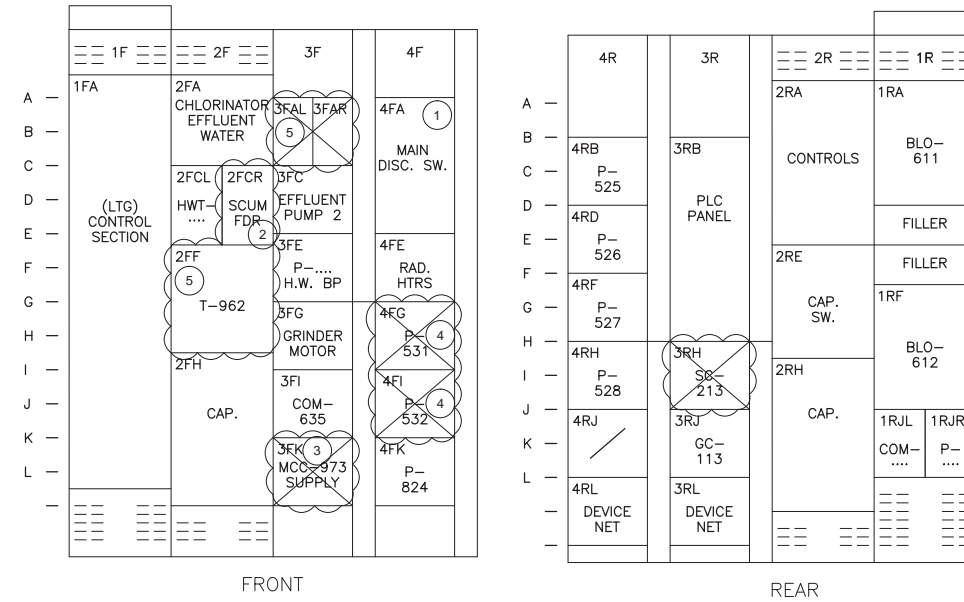 1F
2F
3F
4F
A
B
C
D
E
F
G
H
I
J
K
L
1FA
(LTG)
CONTROL
SECTION
2FA
CHLORINATOR
EFFLUENT
WATER
2FCL
HWT-
....
2FCR
SCUM
FDR
2
2FF
5
T-962
2FH
CAP.
3FAL
3FAR
5
3FC
EFFLUENT
PUMP 2
3FE
P-....
H.W. BP
3FG
GRINDER
MOTOR
3FI
COM-
635
3FK
3
MCC-973
SUPPLY
4FA
1
MAIN
DISC. SW.
4FE
RAD.
HTRS
4FG
P-
531
4
4FI
P-
532
4
4FK
P-
824
FRONT
4R
3R
2R
1R
A
B
C
D
E
F
G
H
I
J
K
L
4RB
P-
525
4RD
P-
526
4RF
P-
527
4RH
P-
528
4RJ
4RL
DEVICE
NET
3RB
PLC
PANEL
3RH
SC-
213
3RJ
GC-
113
3RL
DEVICE
NET
2RA
CONTROLS
2RE
CAP.
SW.
2RH
CAP.
1RA
BLO-
611
FILLER
FILLER
1RF
BLO-
612
1RJL
COM-
....
1RJR
P-
....
REAR